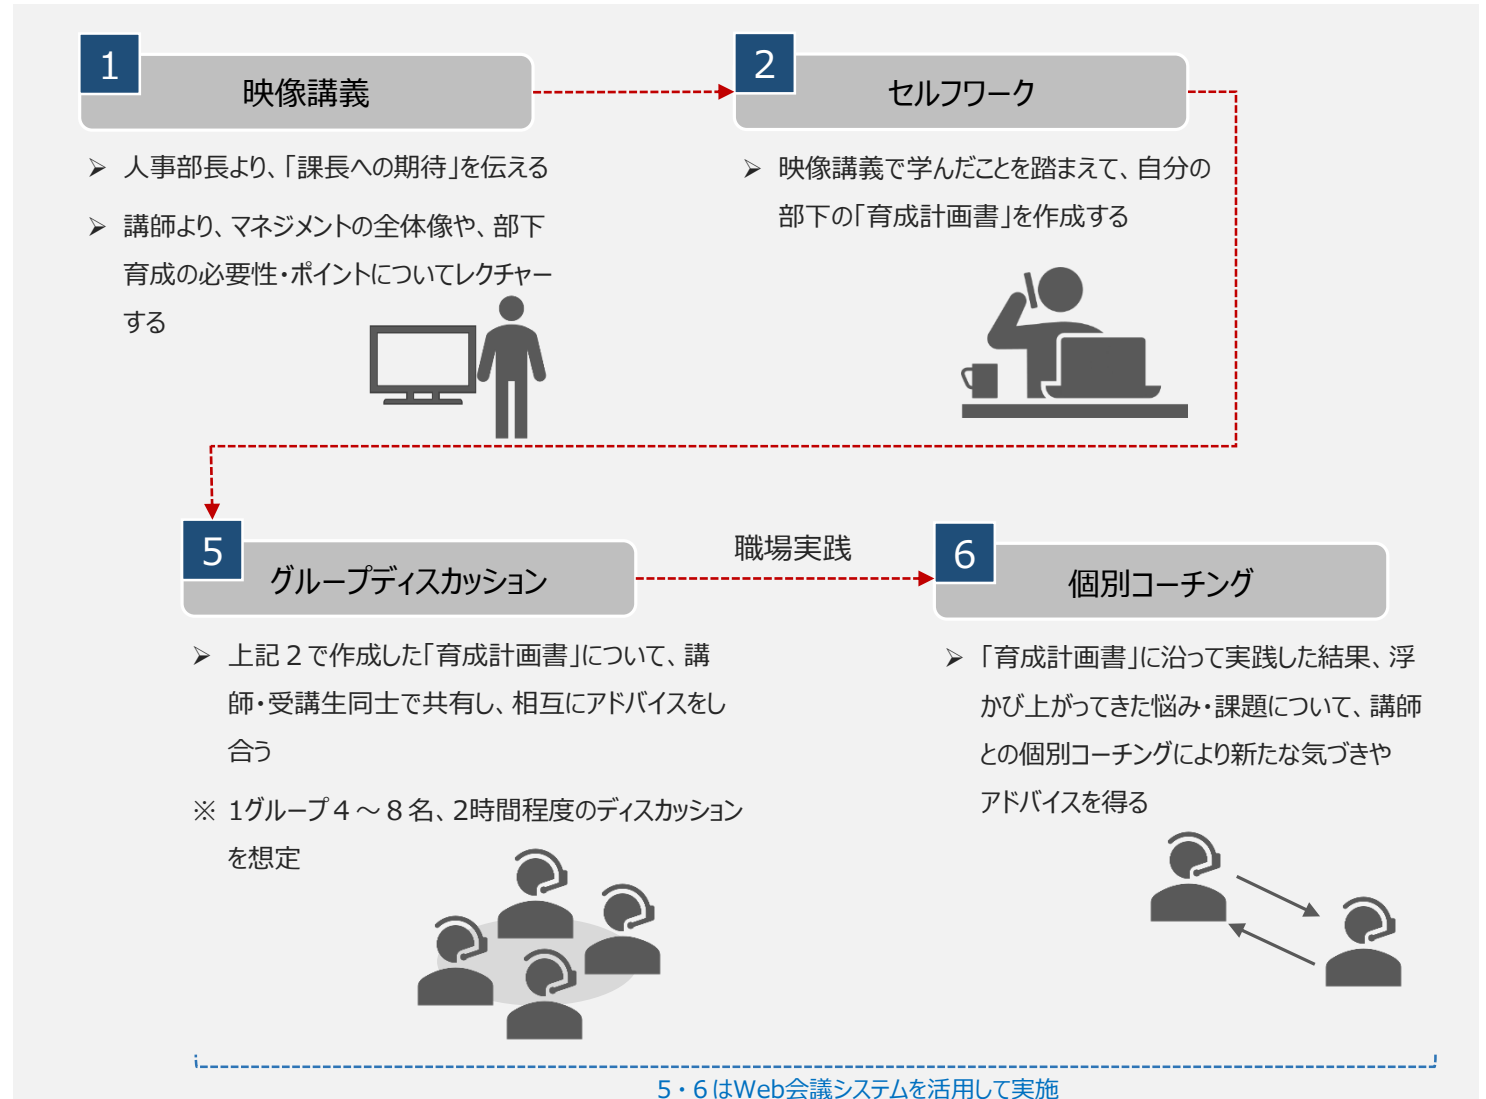 1
映像講義
➢ 人事部長より、「課長への期待」を伝える
➢ 講師より、マネジメントの全体像や、部下
育成の必要性・ポイントについてレクチャー
する
2
セルフワーク
➢ 映像講義で学んだことを踏まえて、自分の
部下の「育成計画書」を作成する
5
グループディスカッション
➢ 上記２で作成した「育成計画書」について、講
師・受講生同士で共有し、相互にアドバイスをし
合う
※ 1グループ４～８名、2時間程度のディスカッション
を想定
職場実践
6
個別コーチング
➢ 「育成計画書」に沿って実践した結果、浮
かび上がってきた悩み・課題について、講師
との個別コーチングにより新たな気づきや
アドバイスを得る
５・６はWeb会議システムを活用して実施